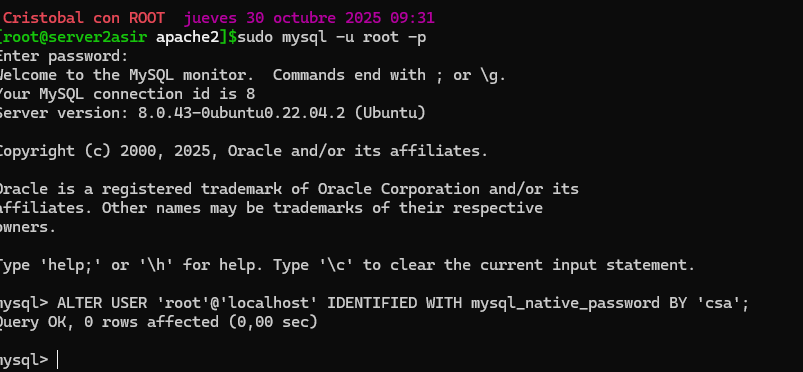 Cristobal con ROOT  jueves 30 octubre 2025 09:31
[root@server2asir apache2]$sudo mysql -u root -p
Enter password:
Welcome to the MySQL monitor.  Commands end with ; or \g.
Your MySQL connection id is 8
Server version: 8.0.43-0ubuntu0.22.04.2 (Ubuntu)
Copyright (c) 2000, 2025, Oracle and/or its affiliates.
Oracle is a registered trademark of Oracle Corporation and/or its
affiliates. Other names may be trademarks of their respective
owners.
Type 'help;' or '\h' for help. Type '\c' to clear the current input statement.
mysql> ALTER USER 'root'@'localhost' IDENTIFIED WITH mysql_native_password BY 'csa';
Query OK, 0 rows affected (0,00 sec)
mysql>